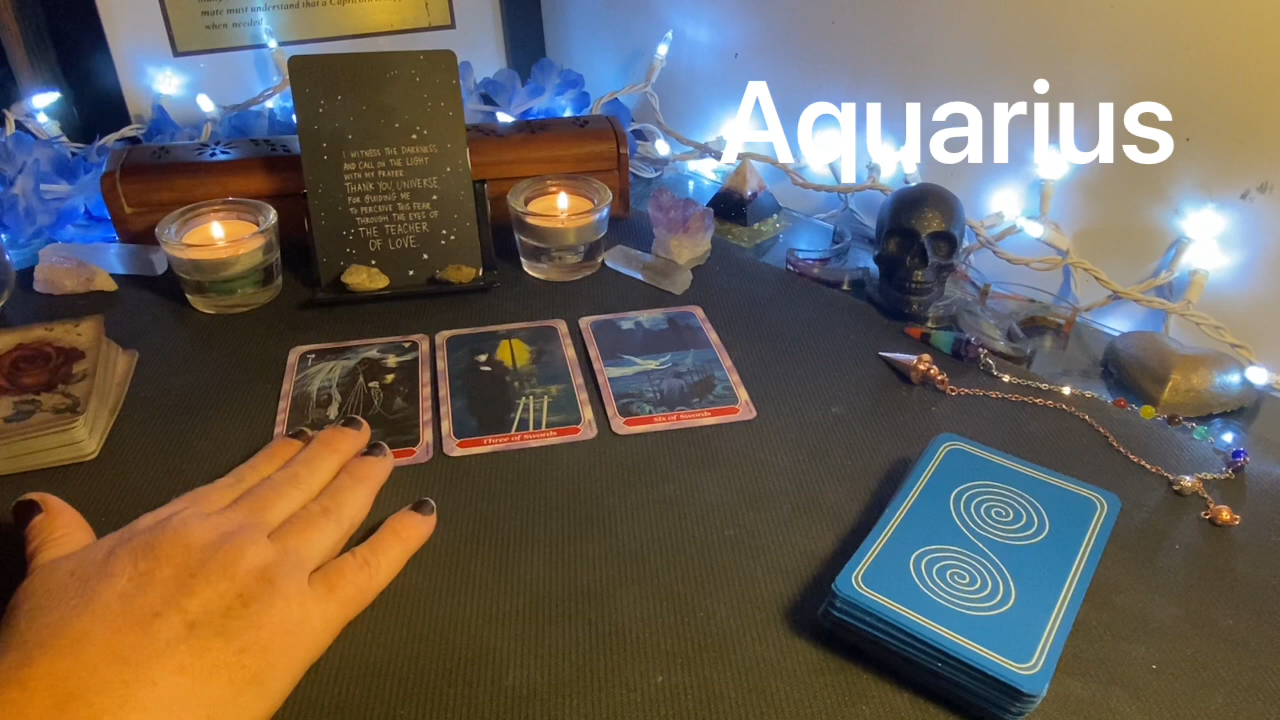 mate must understand that a Capricorn
when needed
Aquarius
I WITNESS THE DARKNESS
AND CALL ON THE LIGHT
WITH MY PRAYER.
THANK YOU, UNIVERSE,
FOR GUIDING ME
TO PERCEIVE THIS FEAR
THROUGH THE EYES OF
THE TEACHER
OF LOVE.
Three of Swords
Six of Swords